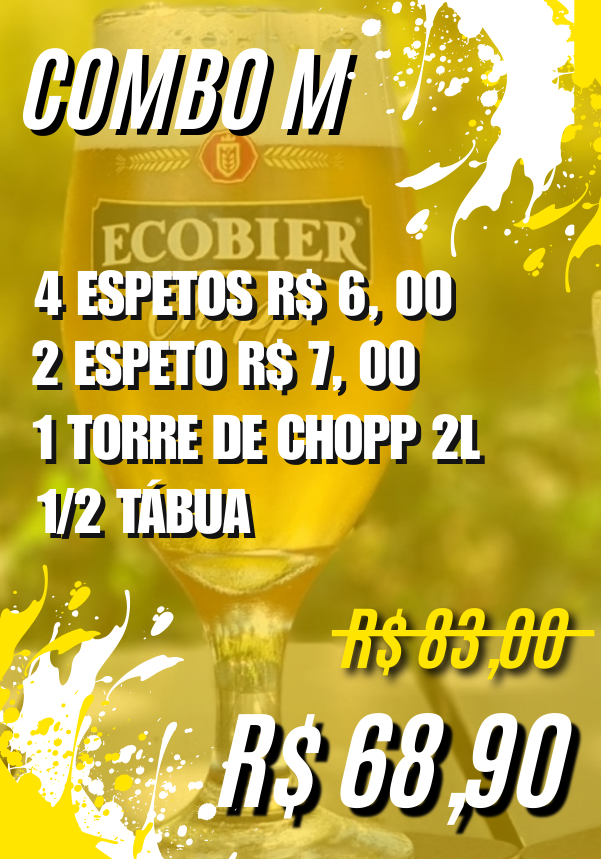 COMBO M
ECOBIER
Chopp
4 ESPETOS R$ 6, 00
2 ESPETO R$ 7, 00
1 TORRE DE CHOPP 2L
1/2 TÁBUA
R$ 83,00
R$ 68,90